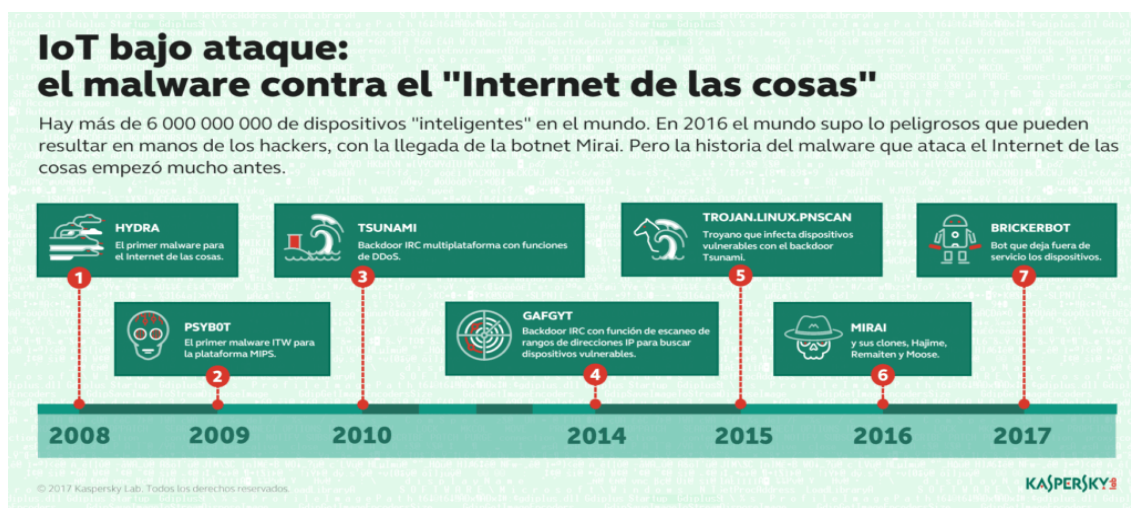 IoT bajo ataque:
el malware contra el "Internet de las cosas"
Hay más de 6 000 000 000 de dispositivos "inteligentes" en el mundo. En 2016 el mundo supo lo peligrosos que pueden
resultar en manos de los hackers, con la llegada de la botnet Mirai. Pero la historia del malware que ataca el Internet de las
cosas empezó mucho antes.
HYDRA
El primer malware para
el Internet de las cosas.
1
PSYB0T
El primer malware ITW para
la plataforma MIPS.
2
TSUNAMI
Backdoor IRC multiplataforma con funciones
de DDoS.
3
GAFGYT
Backdoor IRC con función de escaneo de
rangos de direcciones IP para buscar
dispositivos vulnerables.
4
TROJAN.LINUX.PNSCAN
Troyano que infecta dispositivos
vulnerables con el backdoor
Tsunami.
5
MIRAI
y sus clones, Hajime,
Remaiten y Moose.
6
BRICKERBOT
Bot que deja fuera de
servicio los dispositivos.
7
2008 2009 2010 2014 2015 2016 2017
© 2017 Kaspersky Lab. Todos los derechos reservados.
KASPERSKY LAB